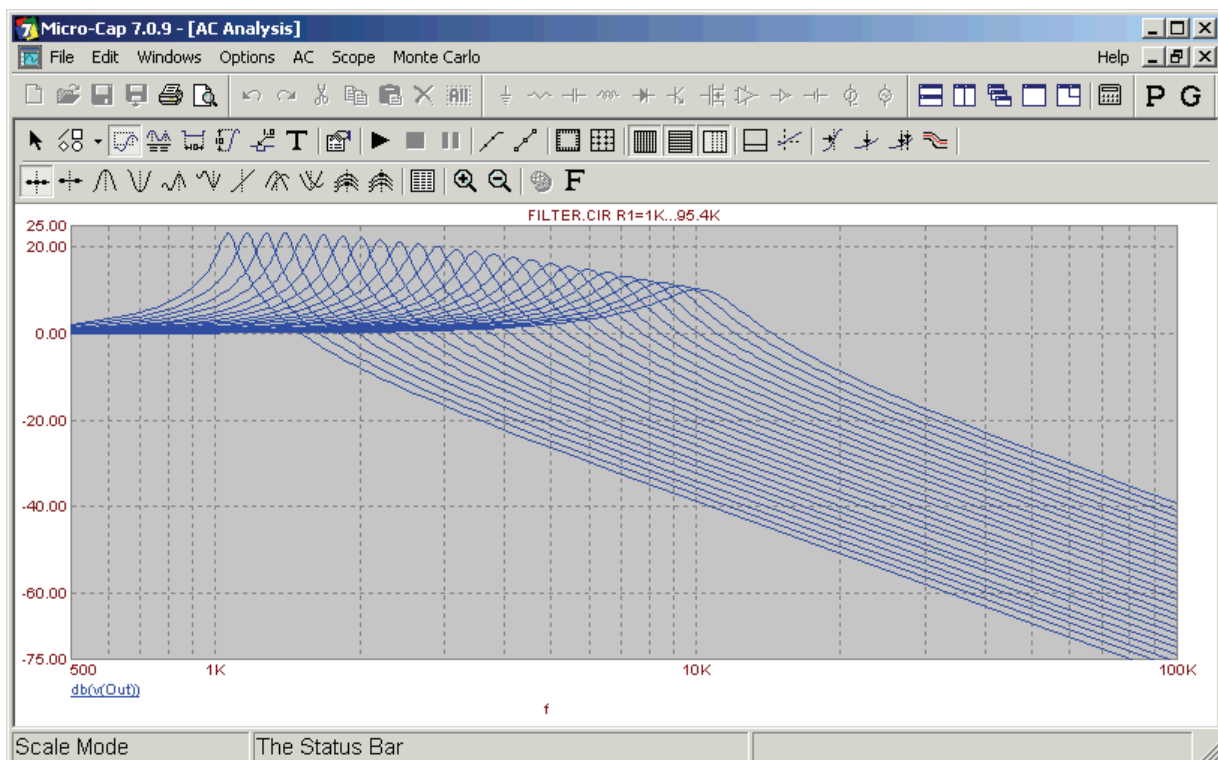 Micro-Cap 7.0.9 - [AC Analysis]
File Edit Windows Options AC Scope Monte Carlo Help
P G
T
F
FILTER.CIR R1=1K...95.4K
25.00
20.00
0.00
-20.00
-40.00
-60.00
-75.00
500 1K 10K 100K
db(v(Out))
f
Scale Mode The Status Bar